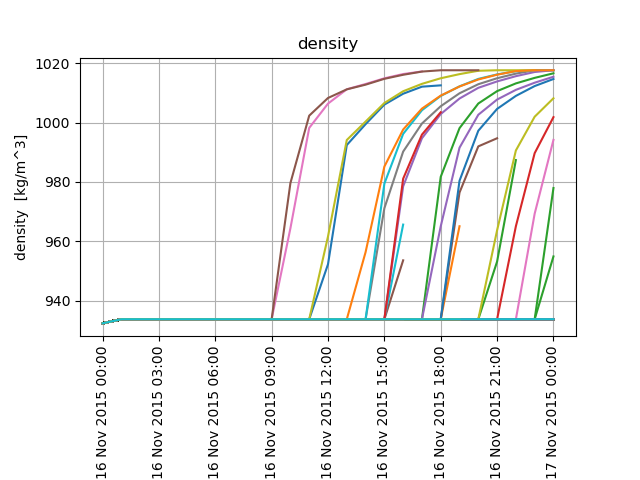 density
1020
1000
980
960
940
density [kg/m^3]
16 Nov 2015 00:00
16 Nov 2015 03:00
16 Nov 2015 06:00
16 Nov 2015 09:00
16 Nov 2015 12:00
16 Nov 2015 15:00
16 Nov 2015 18:00
16 Nov 2015 21:00
17 Nov 2015 00:00